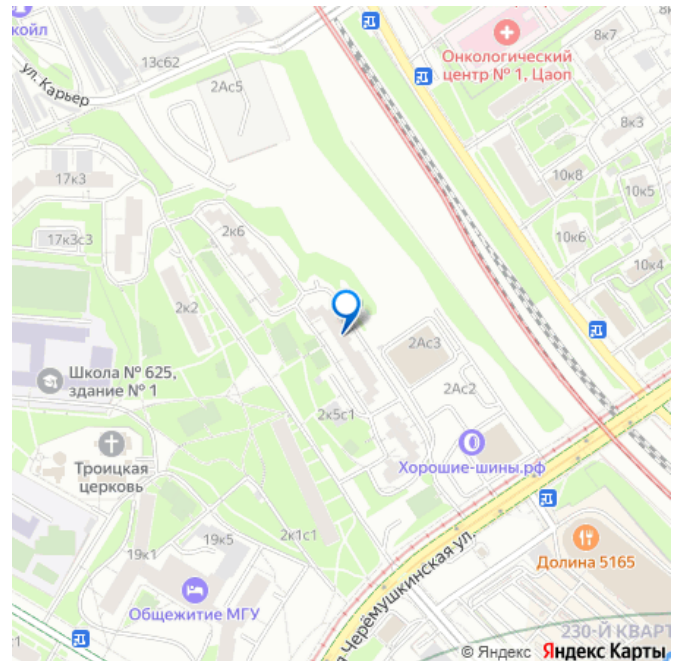 койл
13с62
8к6
8к7
Онкологический
центр № 1, Цаоп
ул. Карьер
2Ас5
8к3
17к3
10к8
10к5
17к3с3
2к6
10к6
10к4
2к2
2Ас3
Школа № 625,
здание № 1
2Ас2
2к5с1
Хорошие-шины.рф
Троицкая
церковь
19к5
2к1с1
19к1
Долина 5165
я Черёмушкинская ул.
Общежитие МГУ
230-Й КВАРТ
© Яндекс Яндекс Карты